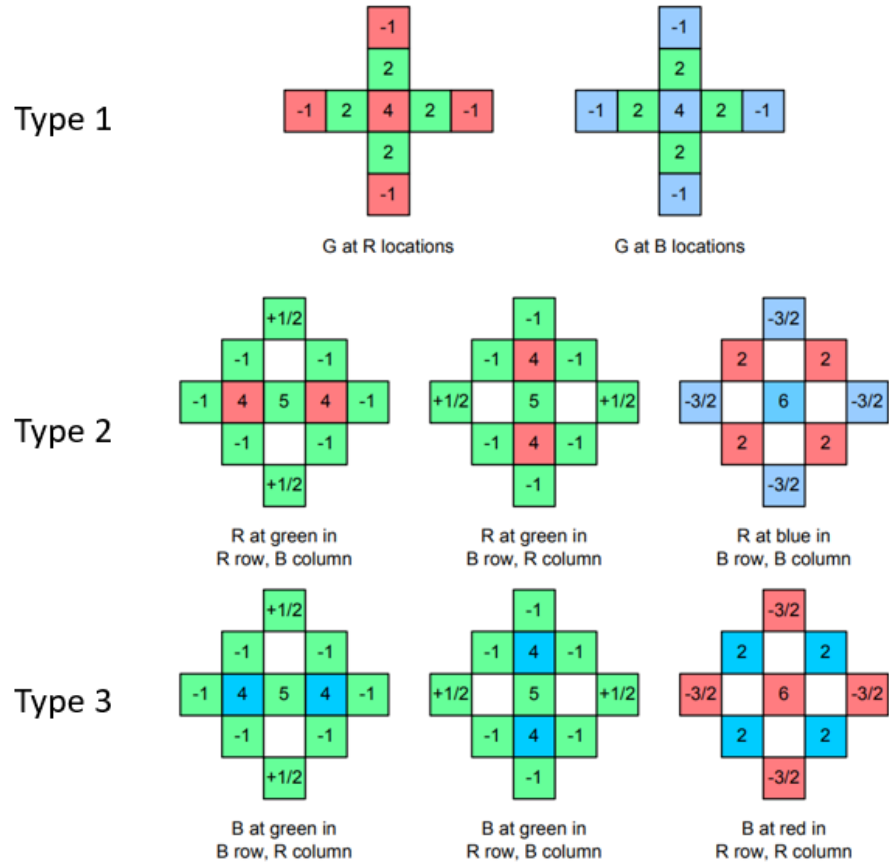 -1
-1
2
2
Type 1
-1 2 4 2 -1
-1 2 4 2 -1
2
2
-1
-1
G at R locations
G at B locations
+1/2
-1
-3/2
-1 -1
-1 4 -1
2 2
Type 2
-1 4 5 4 -1
+1/2 5 +1/2
-3/2 6 -3/2
-1 -1
-1 4 -1
2 2
+1/2
-1
-3/2
R at green in
R row, B column
R at green in
B row, R column
R at blue in
B row, B column
+1/2
-1
-3/2
-1 -1
-1 4 -1
2 2
Type 3
-1 4 5 4 -1
+1/2 5 +1/2
-3/2 6 -3/2
-1 -1
-1 4 -1
2 2
+1/2
-1
-3/2
B at green in
B row, R column
B at green in
R row, B column
B at red in
R row, R column